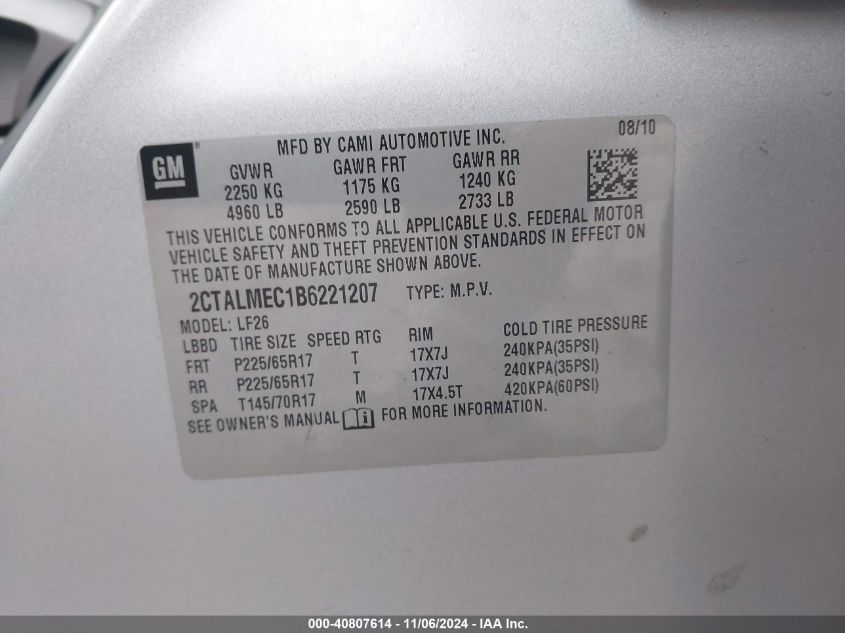 GM
MFD BY CAMI AUTOMOTIVE INC.
08/10
GVWR GAWR FRT GAWR RR
2250 KG 1175 KG 1240 KG
4960 LB 2590 LB 2733 LB
THIS VEHICLE CONFORMS TO ALL APPLICABLE U.S. FEDERAL MOTOR
VEHICLE SAFETY AND THEFT PREVENTION STANDARDS IN EFFECT ON
THE DATE OF MANUFACTURE SHOWN ABOVE.
2CTALMEC1B6221207 TYPE: M.P.V.
MODEL: LF26
LBBD TIRE SIZE SPEED RTG RIM COLD TIRE PRESSURE
FRT P225/65R17 T 17X7J 240KPA(35PSI)
RR P225/65R17 T 17X7J 240KPA(35PSI)
SPA T145/70R17 M 17X4.5T 420KPA(60PSI)
SEE OWNER'S MANUAL i FOR MORE INFORMATION.
000-40807614 - 11/06/2024 - IAA Inc.